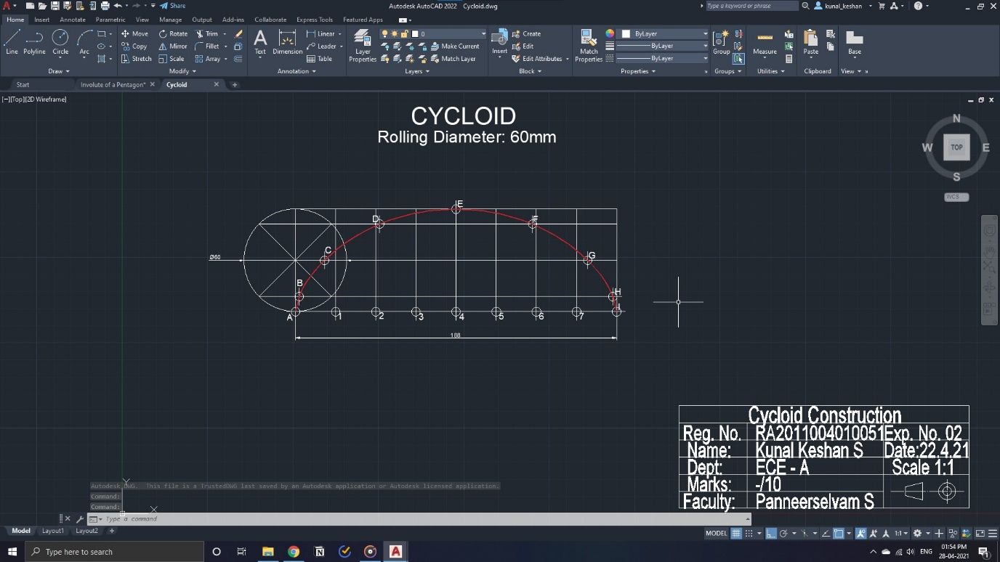 Share
Autodesk AutoCAD 2022 Cycloid.dwg
Type a keyword or phrase
kunal_keshan
Home Insert Annotate Parametric View Manage Output Add-ins Collaborate Express Tools Featured Apps
Line Polyline Circle Arc
Move Rotate Trim
Copy Mirror Fillet
Stretch Scale Array
Text Dimension
Linear
Leader
Table
Layer Properties
0
Make Current
Match Layer
Insert
Create
Edit
Edit Attributes
Match Properties
ByLayer
ByLayer
ByLayer
Group
Measure
Paste
Base
Draw Modify Annotation Layers Block Properties Groups Utilities Clipboard View
Start Involute of a Pentagon* Cycloid
[−][Top][2D Wireframe]
CYCLOID
Rolling Diameter: 60mm
N
W TOP E
S
WCS
E
D F
C G
Ø60
B H
A 1 2 3 4 5 6 7 I
188
Cycloid Construction
Reg. No. RA2011004010051 Exp. No. 02
Name: Kunal Keshan S Date:22.4.21
Dept: ECE - A Scale 1:1
Marks: -/10
Faculty: Panneerselvam S
Y
X
Autodesk DWG. This file is a TrustedDWG last saved by an Autodesk application or Autodesk licensed application.
Command:
Command:
Type a command
Model Layout1 Layout2
MODEL 1:1
Type here to search
ENG
01:54 PM
28-04-2021
1